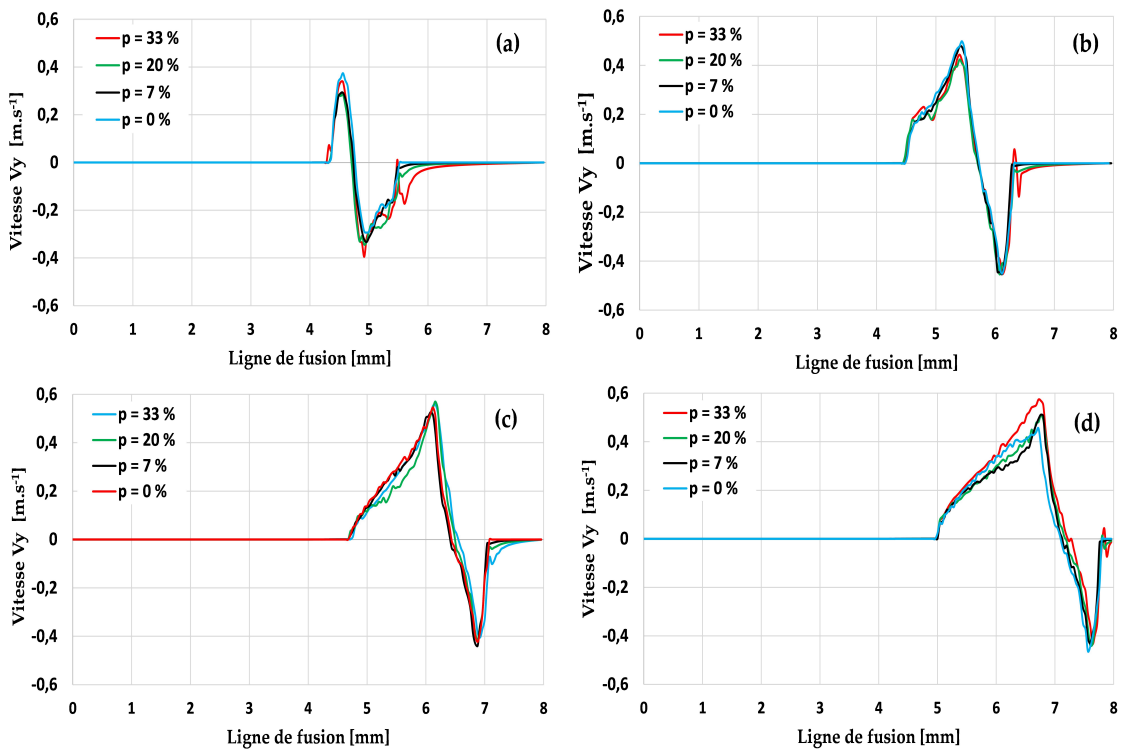 (a)
p = 33 %
p = 20 %
p = 7 %
p = 0 %
Vitesse Vy [m.s⁻¹]
0,6
0,4
0,2
0
-0,2
-0,4
-0,6
0 1 2 3 4 5 6 7 8
Ligne de fusion [mm]
(b)
p = 33 %
p = 20 %
p = 7 %
p = 0 %
Vitesse Vy [m.s⁻¹]
0,6
0,4
0,2
0
-0,2
-0,4
-0,6
0 1 2 3 4 5 6 7 8
Ligne de fusion [mm]
(c)
p = 33 %
p = 20 %
p = 7 %
p = 0 %
Vitesse Vy [m.s⁻¹]
0,6
0,4
0,2
0
-0,2
-0,4
-0,6
0 1 2 3 4 5 6 7 8
Ligne de fusion [mm]
(d)
p = 33 %
p = 20 %
p = 7 %
p = 0 %
Vitesse Vy [m.s⁻¹]
0,6
0,4
0,2
0
-0,2
-0,4
-0,6
0 1 2 3 4 5 6 7 8
Ligne de fusion [mm]